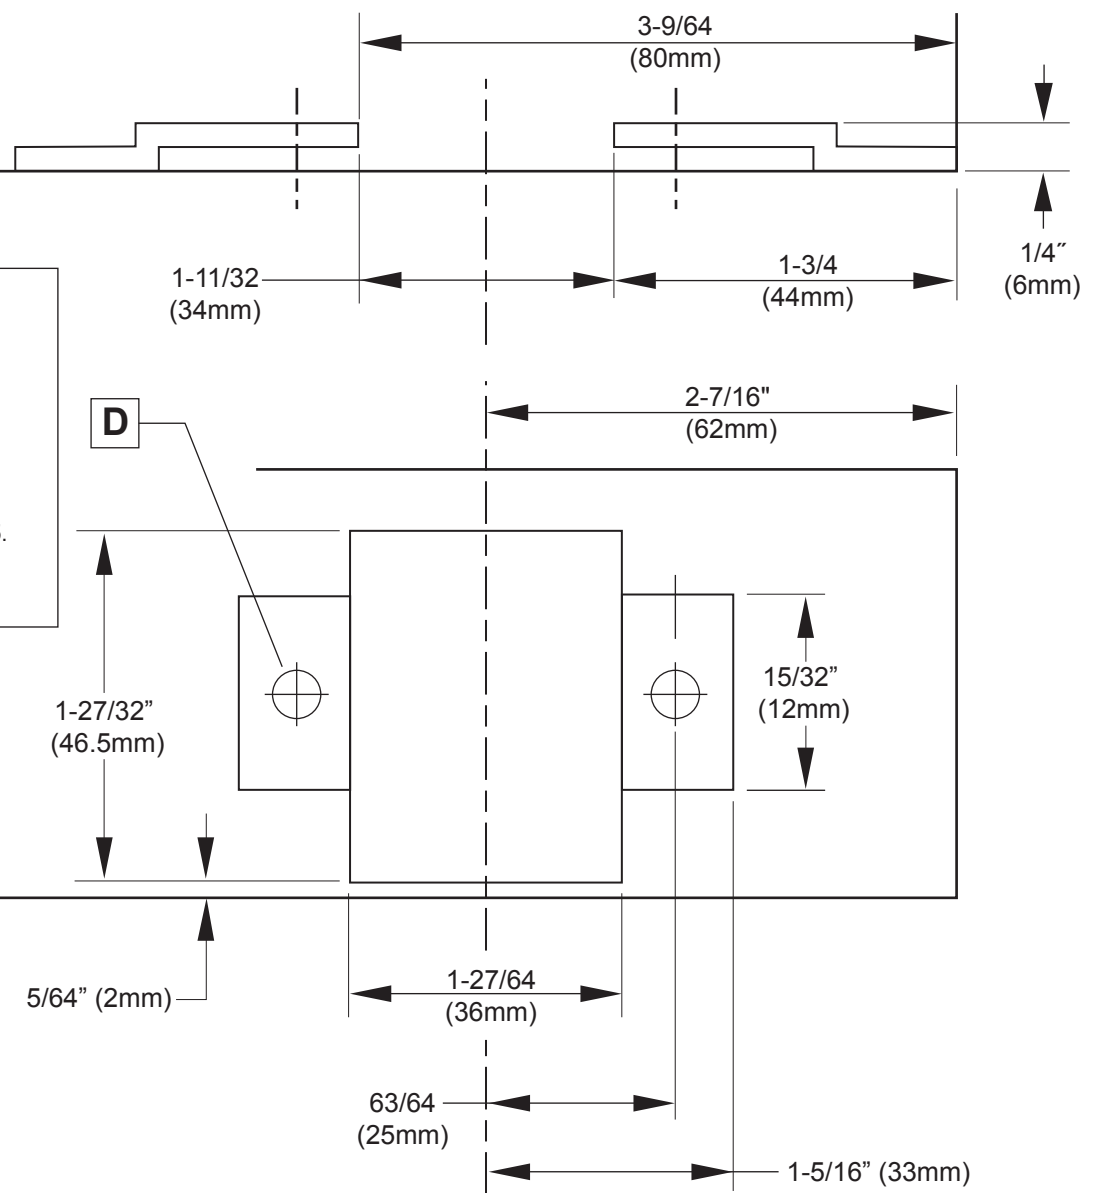 3-9/64
(80mm)
1/4˝
(6mm)
1-11/32
(34mm)
1-3/4
(44mm)
2-7/16"
(62mm)
D
.
1-27/32”
(46.5mm)
15/32”
(12mm)
5/64” (2mm)
1-27/64
(36mm)
63/64
(25mm)
1-5/16” (33mm)